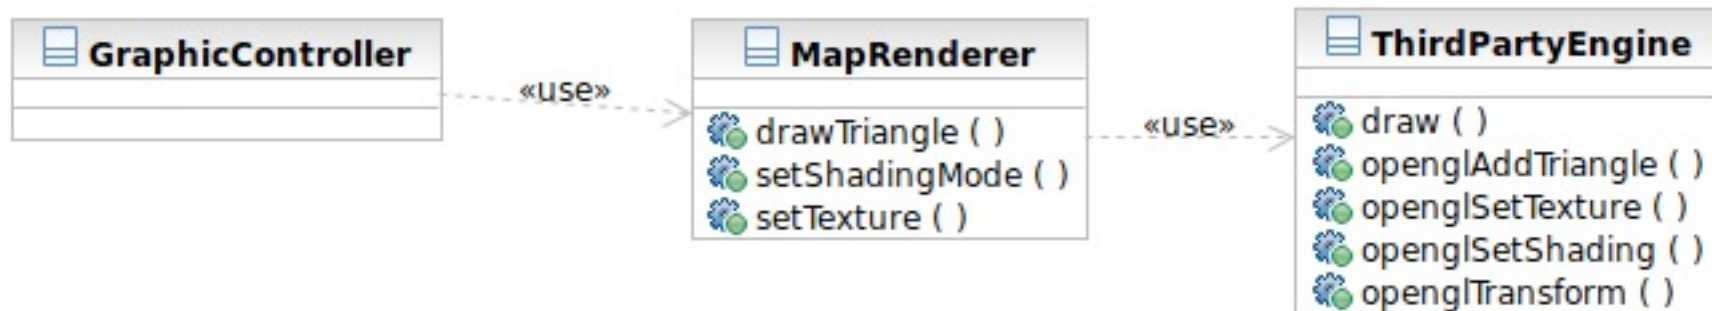 GraphicController
«use»
MapRenderer
drawTriangle ( )
setShadingMode ( )
setTexture ( )
«use»
ThirdPartyEngine
draw ( )
openglAddTriangle ( )
openglSetTexture ( )
openglSetShading ( )
openglTransform ( )